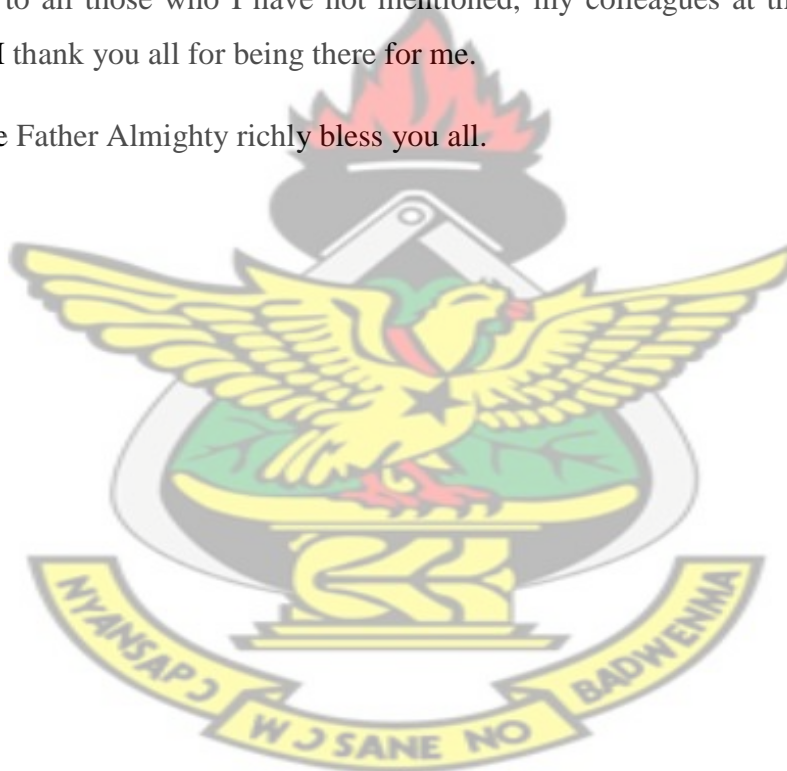 to all those who I have not mentioned, my colleagues at th
I thank you all for being there for me.
e Father Almighty richly bless you all.
NYANSAPƆ WƆSANE NO BADWENMA